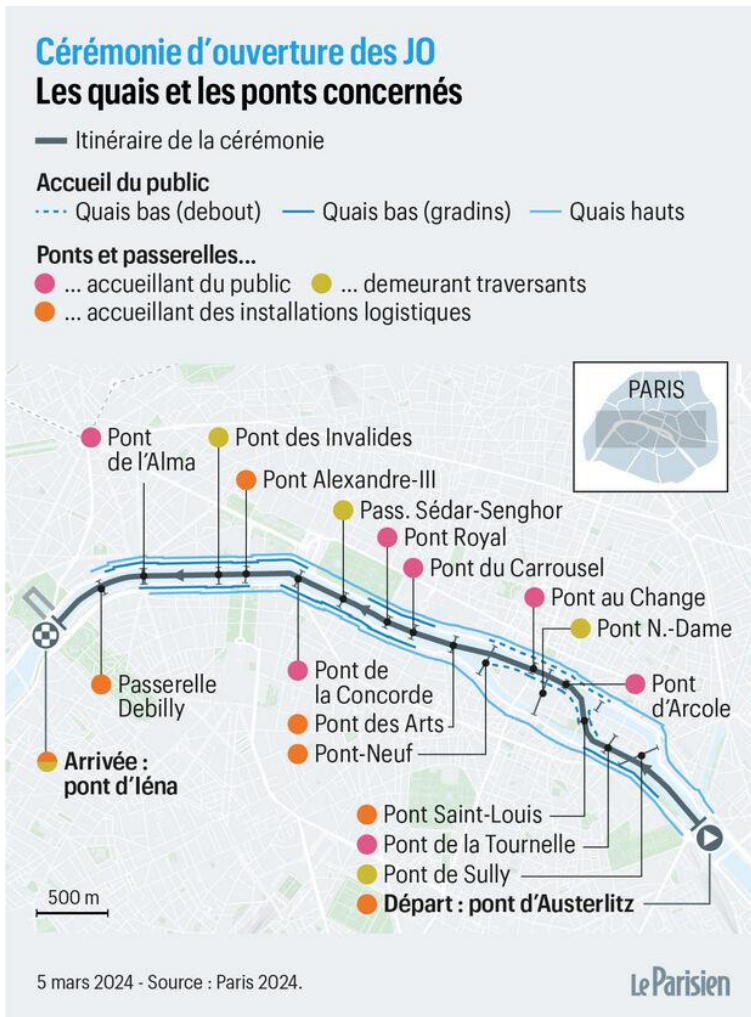 Cérémonie d'ouverture des JO
Les quais et les ponts concernés
Itinéraire de la cérémonie
Accueil du public
Quais bas (debout) Quais bas (gradins) Quais hauts
Ponts et passerelles...
... accueillant du public ... demeurant traversants
... accueillant des installations logistiques
PARIS
Pont
de l'Alma
Pont des Invalides
Pont Alexandre-III
Pass. Sédar-Senghor
Pont Royal
Pont du Carrousel
Pont au Change
Pont N.-Dame
Pont
d'Arcole
Passerelle
Debilly
Pont de
la Concorde
Pont des Arts
Pont-Neuf
Arrivée :
pont d'Iéna
Pont Saint-Louis
Pont de la Tournelle
Pont de Sully
Départ : pont d'Austerlitz
500 m
5 mars 2024 - Source : Paris 2024.
Le Parisien